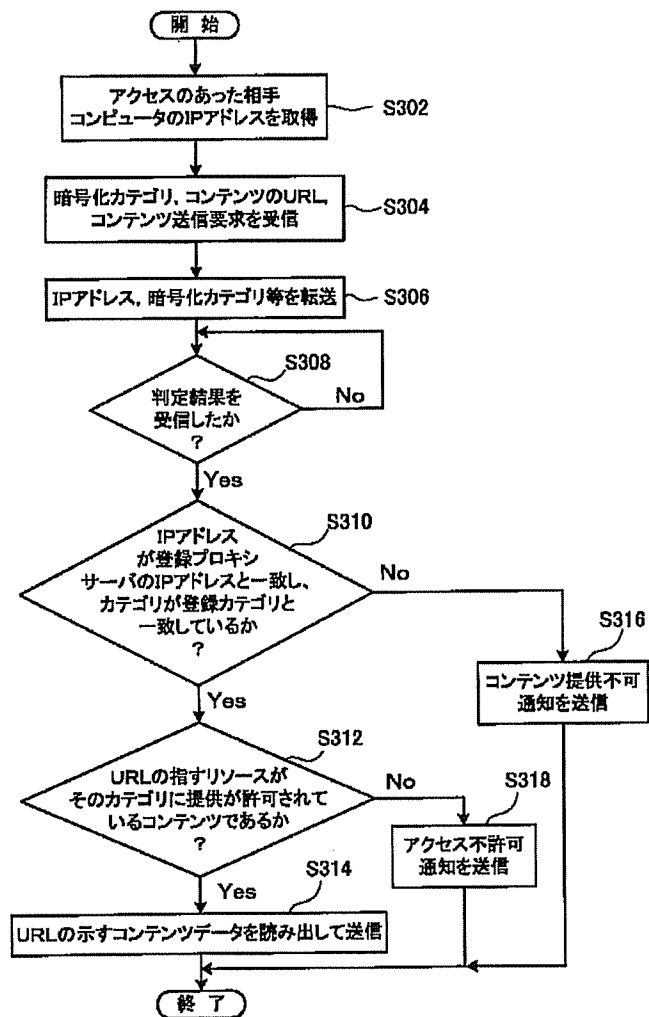 開始
アクセスのあった相手
コンピュータのIPアドレスを取得
S302
暗号化カテゴリ，コンテンツのURL，
コンテンツ送信要求を受信
S304
IPアドレス，暗号化カテゴリ等を転送
S306
S308
判定結果を
受信したか
?
No
Yes
S310
IPアドレス
が登録プロキシ
サーバのIPアドレスと一致し、
カテゴリが登録カテゴリと
一致しているか
?
No
Yes
S316
コンテンツ提供不可
通知を送信
S312
URLの指すリソースが
そのカテゴリに提供が許可されて
いるコンテンツであるか
?
No
Yes
S318
アクセス不許可
通知を送信
S314
URLの示すコンテンツデータを読み出して送信
終了